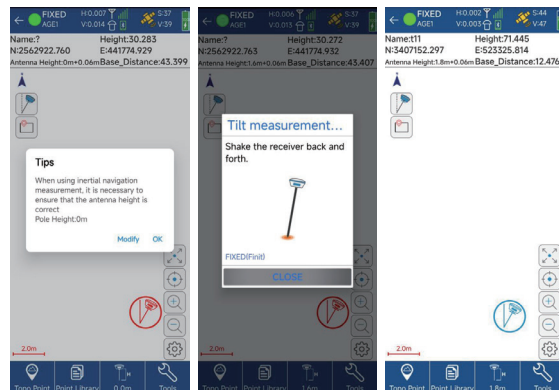 FIXED
AGE1
H:0.007
V:0.014
S:37
V:39
Name:?
Height:30.283
N:2562922.760
E:441774.929
Antenna Height:0m+0.06m
Base_Distance:43.399
Tips
When using inertial navigation
measurement, it is necessary to
ensure that the antenna height is
correct
Pole Height:0m
Modify
OK
2.0m
Topo Point
Point Library
0.0m
Tools
FIXED
AGE1
H:0.006
V:0.013
S:37
V:39
Name:?
Height:30.272
N:2562922.763
E:441774.932
Antenna Height:1.6m+0.06m
Base_Distance:43.407
Tilt measurement...
Shake the receiver back and
forth.
FIXED(Finit)
CLOSE
2.0m
Topo Point
Point Library
1.6m
Tools
FIXED
AGE1
H:0.002
V:0.003
S:44
V:47
Name:t11
Height:71.445
N:3407152.297
E:523325.814
Antenna Height:1.8m+0.06m
Base_Distance:12.476
2.0m
Topo Point
Point Library
1.8m
Tools